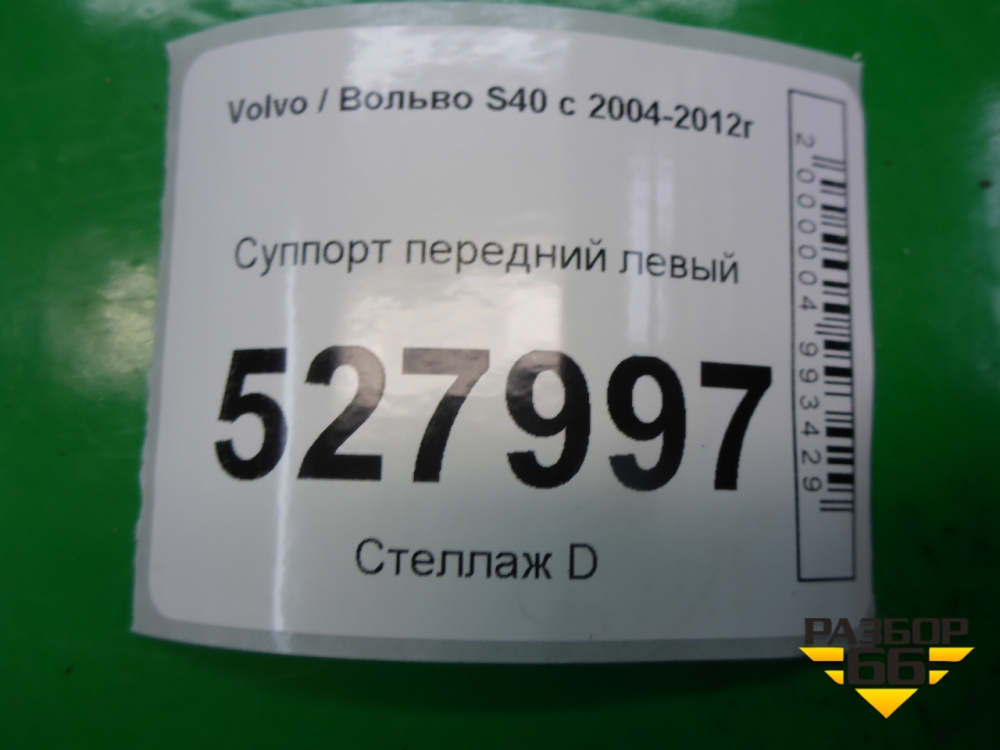 Volvo / Вольво S40 с 2004-2012г
Суппорт передний левый
527997
Стеллаж D
2000004993429
РАЗБОР
66